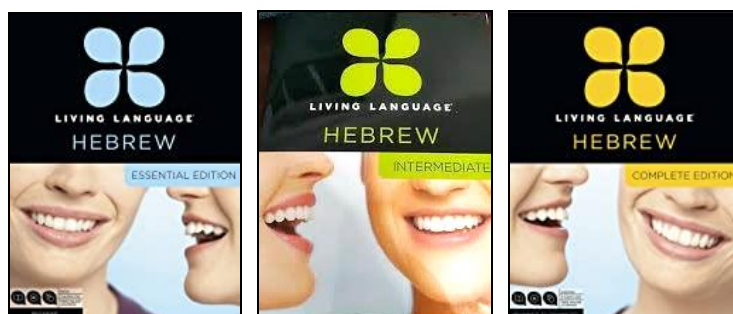 LIVING LANGUAGE
HEBREW
ESSENTIAL EDITION
LIVING LANGUAGE
HEBREW
INTERMEDIATE
LIVING LANGUAGE
HEBREW
COMPLETE EDITION